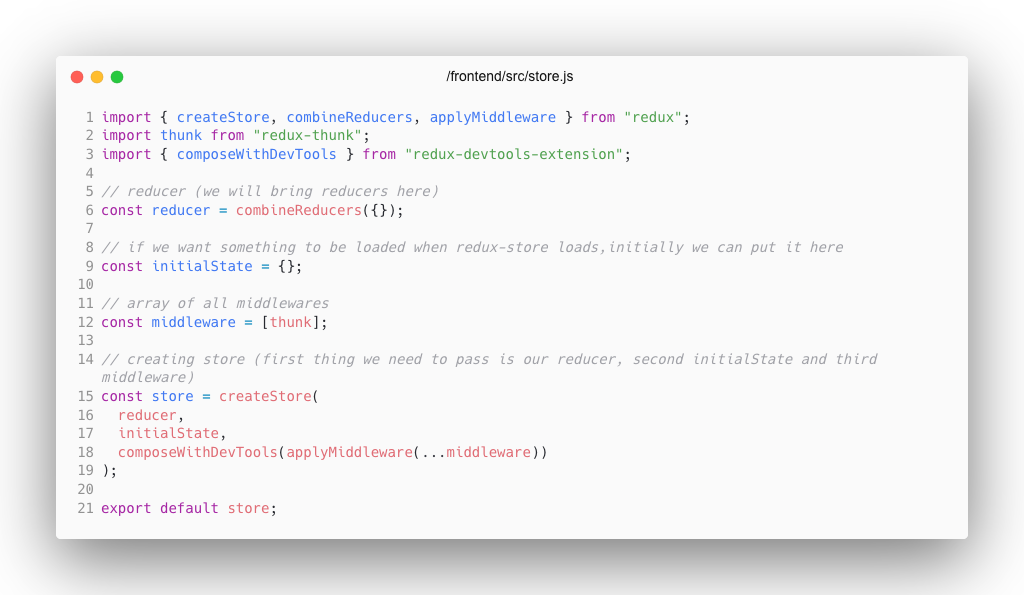 /frontend/src/store.js
1 import { createStore, combineReducers, applyMiddleware } from "redux";
2 import thunk from "redux-thunk";
3 import { composeWithDevTools } from "redux-devtools-extension";
4
5 // reducer (we will bring reducers here)
6 const reducer = combineReducers({});
7
8 // if we want something to be loaded when redux-store loads,initially we can put it here
9 const initialState = {};
10
11 // array of all middlewares
12 const middleware = [thunk];
13
14 // creating store (first thing we need to pass is our reducer, second initialState and third
middleware)
15 const store = createStore(
16   reducer,
17   initialState,
18   composeWithDevTools(applyMiddleware(...middleware))
19 );
20
21 export default store;